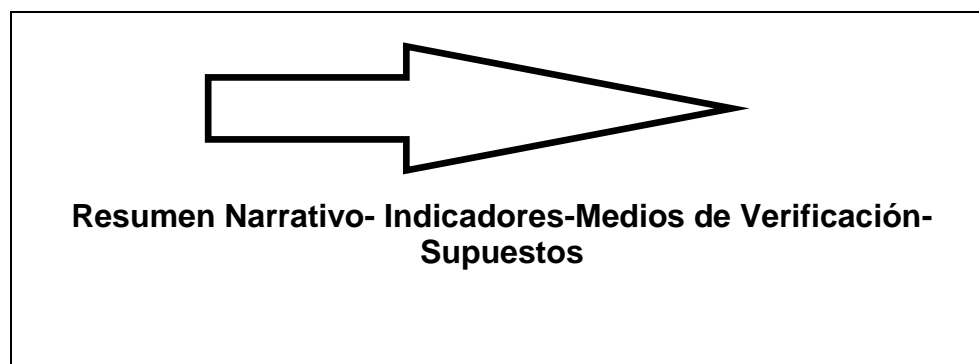 Resumen Narrativo- Indicadores-Medios de Verificación-
Supuestos